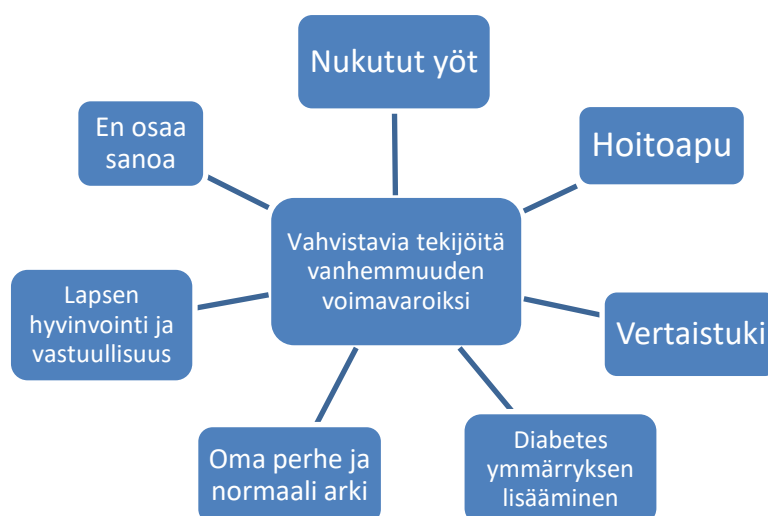 Nukutut yöt
En osaa
sanoa
Hoitoapu
Vahvistavia tekijöitä
vanhemmuuden
voimavaroiksi
Lapsen
hyvinvointi ja
vastuullisuus
Vertaistuki
Oma perhe ja
normaali arki
Diabetes
ymmärryksen
lisääminen